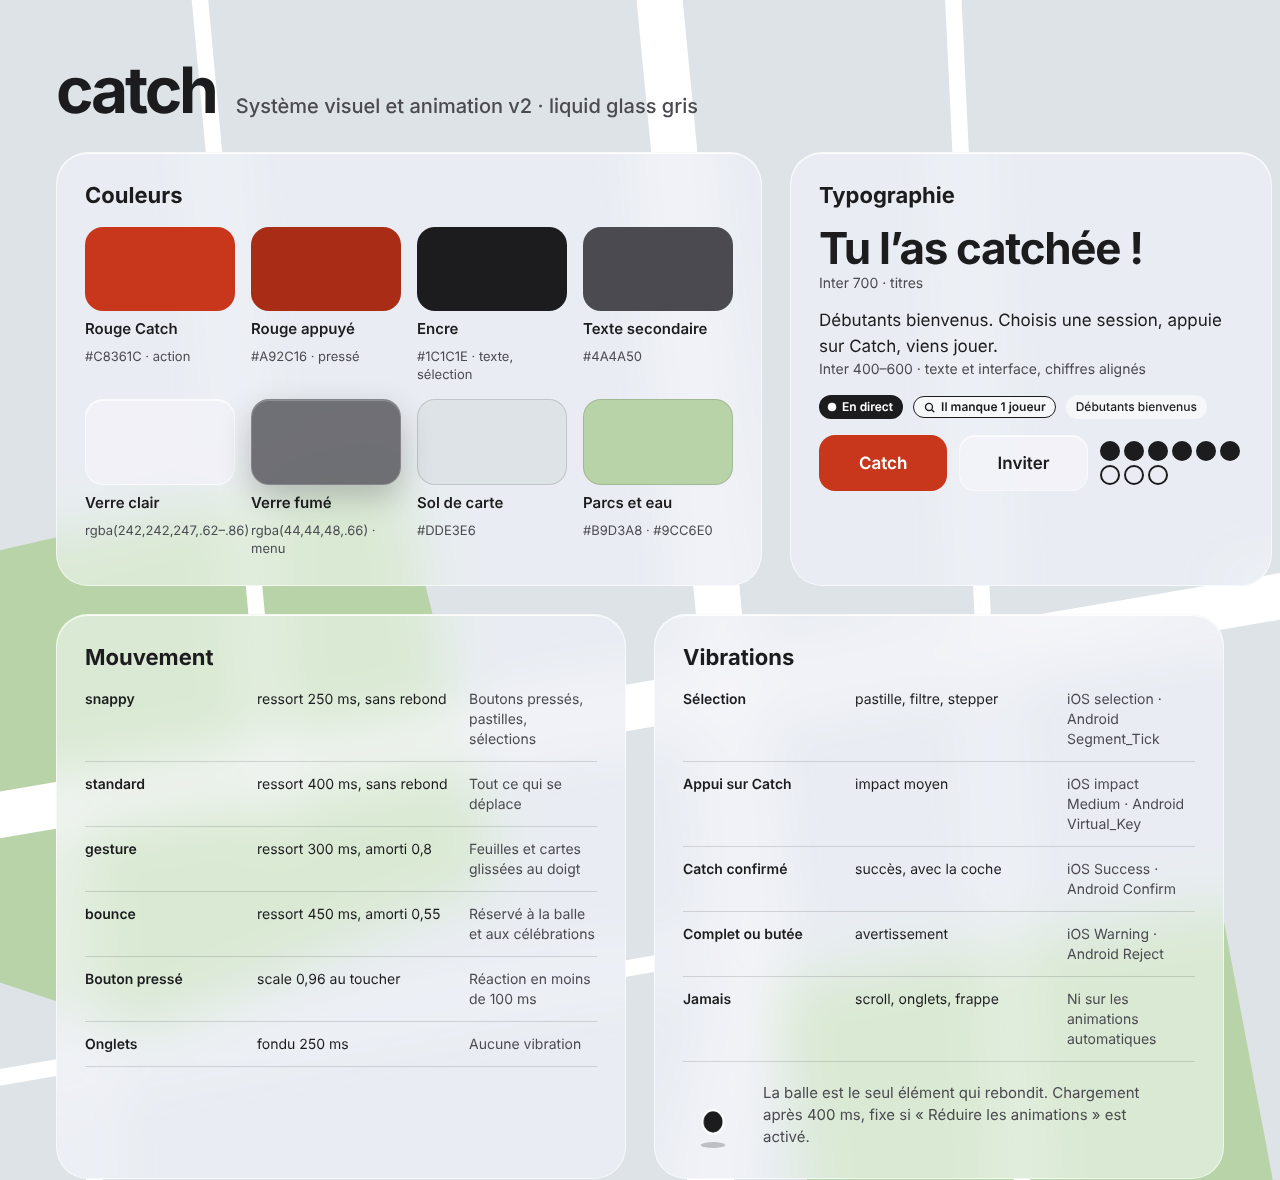 catch
Système visuel et animation v2 · liquid glass gris
Couleurs
Rouge Catch
#C8361C · action
Rouge appuyé
#A92C16 · pressé
Encre
#1C1C1E · texte,
sélection
Texte secondaire
#4A4A50
Verre clair
rgba(242,242,247,.62–.86)
Verre fumé
rgba(44,44,48,.66) ·
menu
Sol de carte
#DDE3E6
Parcs et eau
#B9D3A8 · #9CC6E0
Typographie
Tu l’as catchée !
Inter 700 · titres
Débutants bienvenus. Choisis une session, appuie
sur Catch, viens jouer.
Inter 400–600 · texte et interface, chiffres alignés
En direct
Il manque 1 joueur
Débutants bienvenus
Catch
Inviter
Mouvement
snappy
ressort 250 ms, sans rebond
Boutons pressés,
pastilles,
sélections
standard
ressort 400 ms, sans rebond
Tout ce qui se
déplace
gesture
ressort 300 ms, amorti 0,8
Feuilles et cartes
glissées au doigt
bounce
ressort 450 ms, amorti 0,55
Réservé à la balle
et aux célébrations
Bouton pressé
scale 0,96 au toucher
Réaction en moins
de 100 ms
Onglets
fondu 250 ms
Aucune vibration
Vibrations
Sélection
pastille, filtre, stepper
iOS selection ·
Android
Segment_Tick
Appui sur Catch
impact moyen
iOS impact
Medium · Android
Virtual_Key
Catch confirmé
succès, avec la coche
iOS Success ·
Android Confirm
Complet ou butée
avertissement
iOS Warning ·
Android Reject
Jamais
scroll, onglets, frappe
Ni sur les
animations
automatiques
La balle est le seul élément qui rebondit. Chargement
après 400 ms, fixe si « Réduire les animations » est
activé.